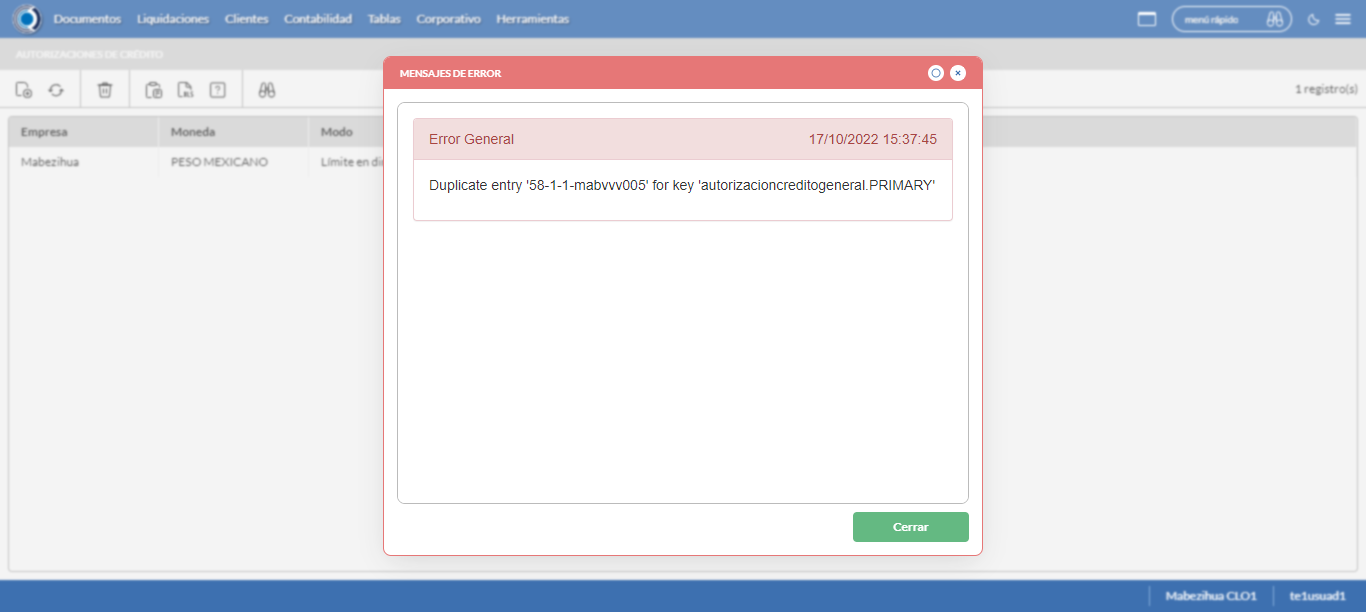 Documentos Liquidaciones Clientes Contabilidad Tablas Corporativo Herramientas menú rápido
AUTORIZACIONES DE CRÉDITO
MENSAJES DE ERROR
1 registro(s)
Empresa Moneda Modo
Mabezihua PESO MEXICANO Límite en di
Error General 17/10/2022 15:37:45
Duplicate entry '58-1-1-mabvvv005' for key 'autorizacioncreditogeneral.PRIMARY'
Cerrar
Mabezihua CLO1 te1usuad1